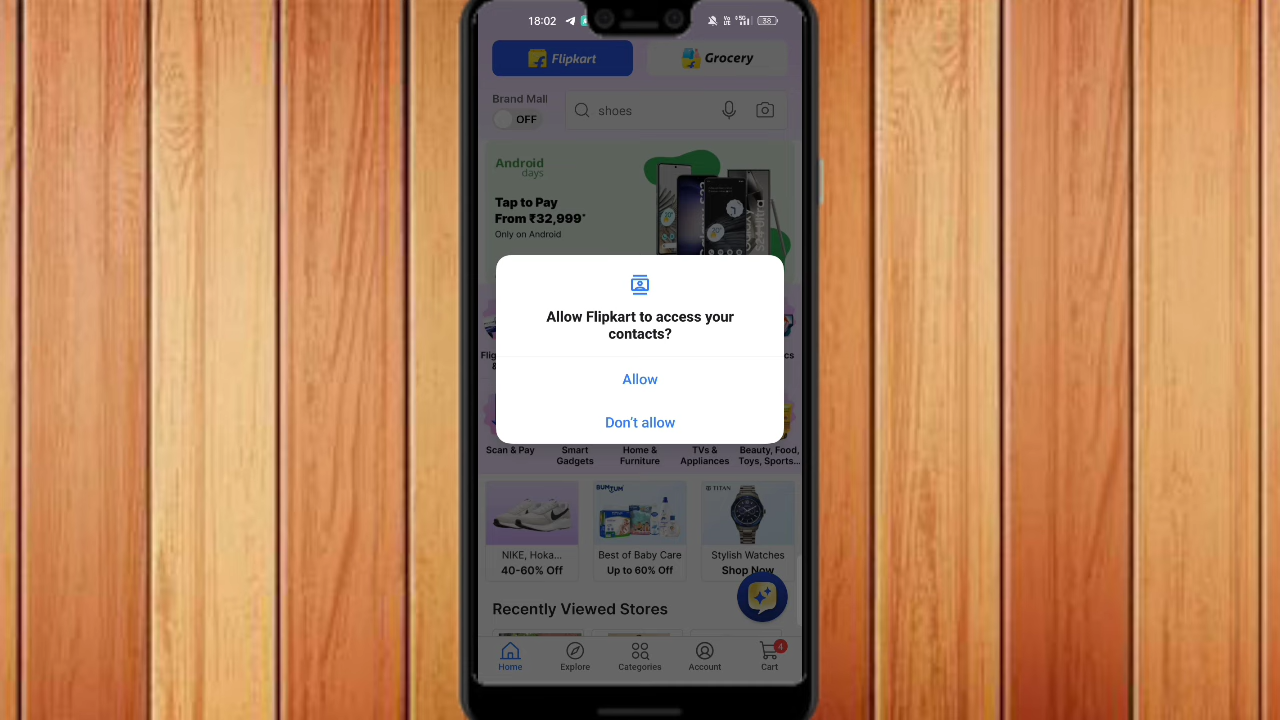 18:02
58
Flipkart
Grocery
Brand Mall
OFF
shoes
Android
days
Tap to Pay
From ₹32,999*
Only on Android
Allow Flipkart to access your
contacts?
Allow
Don't allow
Scan & Pay
Smart
Gadgets
Home &
Furniture
TVs &
Appliances
Beauty, Food,
Toys, Sports...
NIKE, Hoka...
40-60% Off
Best of Baby Care
Up to 60% Off
TITAN
Stylish Watches
Shop Now
Recently Viewed Stores
Home
Explore
Categories
Account
4
Cart